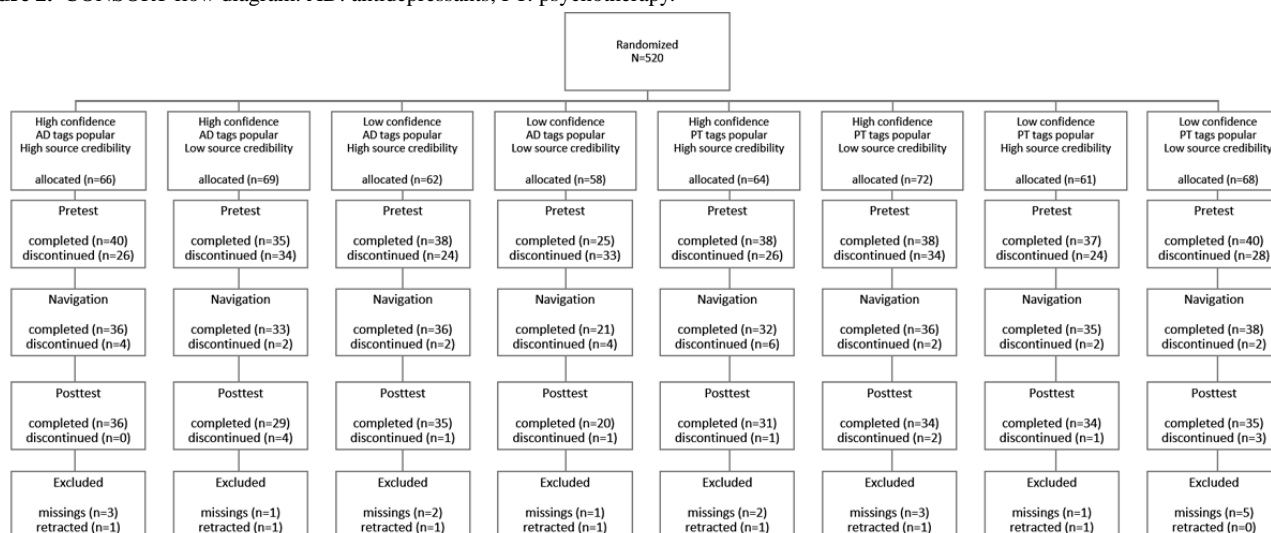 ure 2. CONSORT flow diagram. AD: antidepressants; PT: psychotherapy.
Randomized
N=520
High confidence
AD tags popular
High source credibility
allocated (n=66)
High confidence
AD tags popular
Low source credibility
allocated (n=69)
Low confidence
AD tags popular
High source credibility
allocated (n=62)
Low confidence
AD tags popular
Low source credibility
allocated (n=58)
High confidence
PT tags popular
High source credibility
allocated (n=64)
High confidence
PT tags popular
Low source credibility
allocated (n=72)
Low confidence
PT tags popular
High source credibility
allocated (n=61)
Low confidence
PT tags popular
Low source credibility
allocated (n=68)
Pretest
completed (n=40)
discontinued (n=26)
Pretest
completed (n=35)
discontinued (n=34)
Pretest
completed (n=38)
discontinued (n=24)
Pretest
completed (n=25)
discontinued (n=33)
Pretest
completed (n=38)
discontinued (n=26)
Pretest
completed (n=38)
discontinued (n=34)
Pretest
completed (n=37)
discontinued (n=24)
Pretest
completed (n=40)
discontinued (n=28)
Navigation
completed (n=36)
discontinued (n=4)
Navigation
completed (n=33)
discontinued (n=2)
Navigation
completed (n=36)
discontinued (n=2)
Navigation
completed (n=21)
discontinued (n=4)
Navigation
completed (n=32)
discontinued (n=6)
Navigation
completed (n=36)
discontinued (n=2)
Navigation
completed (n=35)
discontinued (n=2)
Navigation
completed (n=38)
discontinued (n=2)
Posttest
completed (n=36)
discontinued (n=0)
Posttest
completed (n=29)
discontinued (n=4)
Posttest
completed (n=35)
discontinued (n=1)
Posttest
completed (n=20)
discontinued (n=1)
Posttest
completed (n=31)
discontinued (n=1)
Posttest
completed (n=34)
discontinued (n=2)
Posttest
completed (n=34)
discontinued (n=1)
Posttest
completed (n=35)
discontinued (n=3)
Excluded
missings (n=3)
retracted (n=1)
Excluded
missings (n=1)
retracted (n=1)
Excluded
missings (n=2)
retracted (n=1)
Excluded
missings (n=1)
retracted (n=1)
Excluded
missings (n=2)
retracted (n=1)
Excluded
missings (n=3)
retracted (n=1)
Excluded
missings (n=1)
retracted (n=1)
Excluded
missings (n=5)
retracted (n=0)